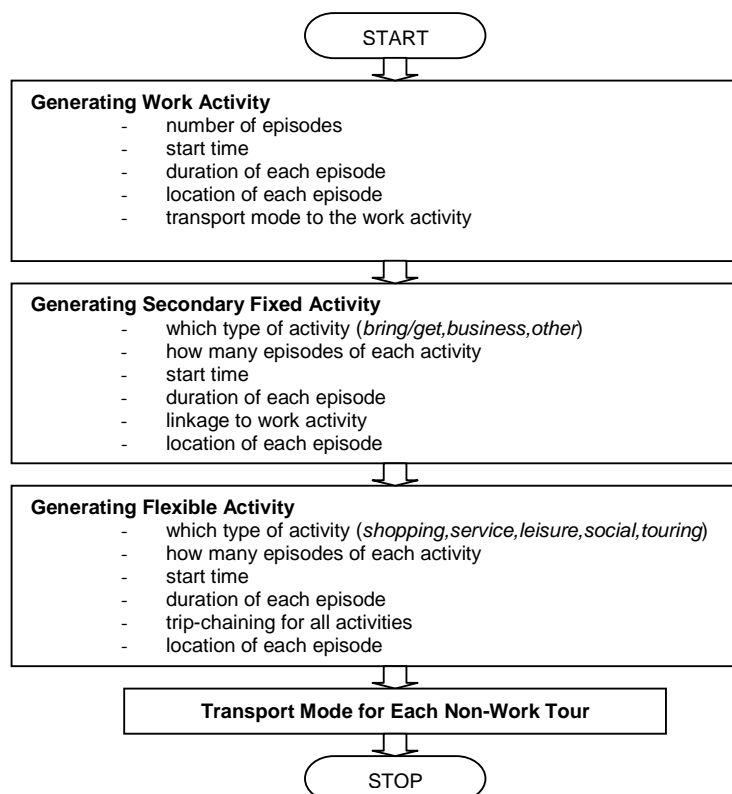 START
Generating Work Activity
- number of episodes
- start time
- duration of each episode
- location of each episode
- transport mode to the work activity
Generating Secondary Fixed Activity
- which type of activity (bring/get,business,other)
- how many episodes of each activity
- start time
- duration of each episode
- linkage to work activity
- location of each episode
Generating Flexible Activity
- which type of activity (shopping,service,leisure,social,touring)
- how many episodes of each activity
- start time
- duration of each episode
- trip-chaining for all activities
- location of each episode
Transport Mode for Each Non-Work Tour
STOP